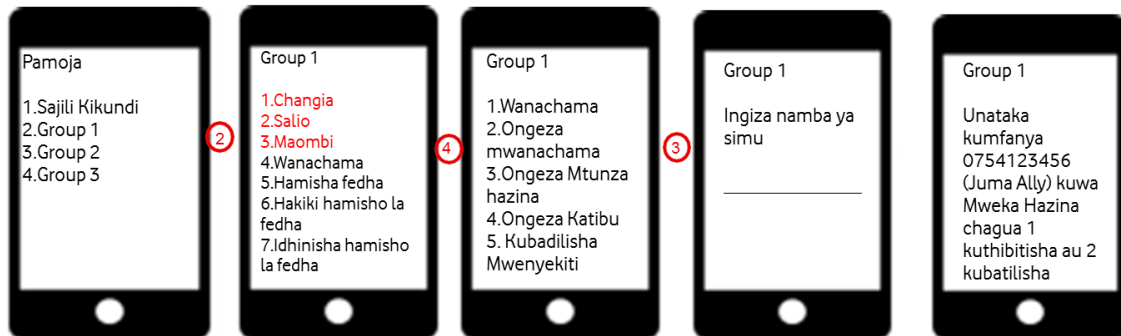 Pamoja
1.Sajili Kikundi
2.Group 1
3.Group 2
4.Group 3
2
Group 1
1.Changia
2.Salio
3.Maombi
4.Wanachama
5.Hamisha fedha
6.Hakiki hamisho la
fedha
7.Idhinisha hamisho
la fedha
4
Group 1
1.Wanachama
2.Ongeza
mwanachama
3.Ongeza Mtunza
hazina
4.Ongeza Katibu
5. Kubadilisha
Mwenyekiti
3
Group 1
Ingiza namba ya
simu
Group 1
Unataka
kumfanya
0754123456
(Juma Ally) kuwa
Mweka Hazina
chagua 1
kuthibitisha au 2
kubatilisha